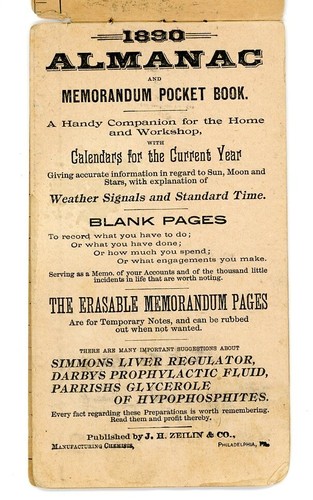 1890
ALMANAC
AND
MEMORANDUM POCKET BOOK.
A Handy Companion for the Home
and Workshop,
WITH
Calendars for the Current Year
Giving accurate information in regard to Sun, Moon and
Stars, with explanation of
Weather Signals and Standard Time.
BLANK PAGES
To record what you have to do;
Or what you have done;
Or how much you spend;
Or what engagements you make.
Serving as a Memo. of your Accounts and of the thousand little
incidents in life that are worth noting.
THE ERASABLE MEMORANDUM PAGES
Are for Temporary Notes, and can be rubbed
out when not wanted.
THERE ARE MANY IMPORTANT SUGGESTIONS ABOUT
SIMMONS LIVER REGULATOR,
DARBYS PROPHYLACTIC FLUID,
PARRISHS GLYCEROLE
OF HYPOPHOSPHITES.
Every fact regarding these Preparations is worth remembering.
Read them and profit thereby.
Published by J. H. ZEILIN & CO.,
MANUFACTURING CHEMISTS, PHILADELPHIA, PA.